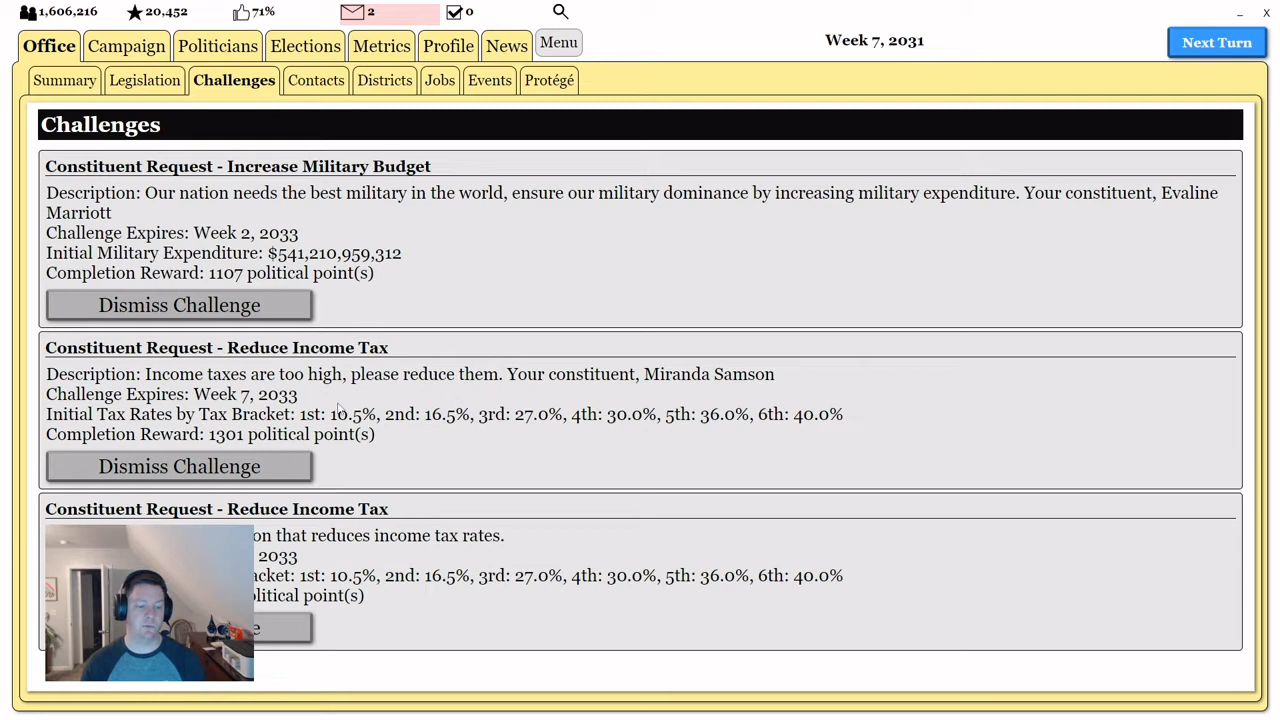 1,606,216 20,452 71% 2 0
_ X
Office Campaign Politicians Elections Metrics Profile News Menu
Week 7, 2031
Next Turn
Summary Legislation Challenges Contacts Districts Jobs Events Protégé
Challenges
Constituent Request - Increase Military Budget
Description: Our nation needs the best military in the world, ensure our military dominance by increasing military expenditure. Your constituent, Evaline
Marriott
Challenge Expires: Week 2, 2033
Initial Military Expenditure: $541,210,959,312
Completion Reward: 1107 political point(s)
Dismiss Challenge
Constituent Request - Reduce Income Tax
Description: Income taxes are too high, please reduce them. Your constituent, Miranda Samson
Challenge Expires: Week 7, 2033
Initial Tax Rates by Tax Bracket: 1st: 10.5%, 2nd: 16.5%, 3rd: 27.0%, 4th: 30.0%, 5th: 36.0%, 6th: 40.0%
Completion Reward: 1301 political point(s)
Dismiss Challenge
Constituent Request - Reduce Income Tax
on that reduces income tax rates.
2033
acket: 1st: 10.5%, 2nd: 16.5%, 3rd: 27.0%, 4th: 30.0%, 5th: 36.0%, 6th: 40.0%
litical point(s)
e